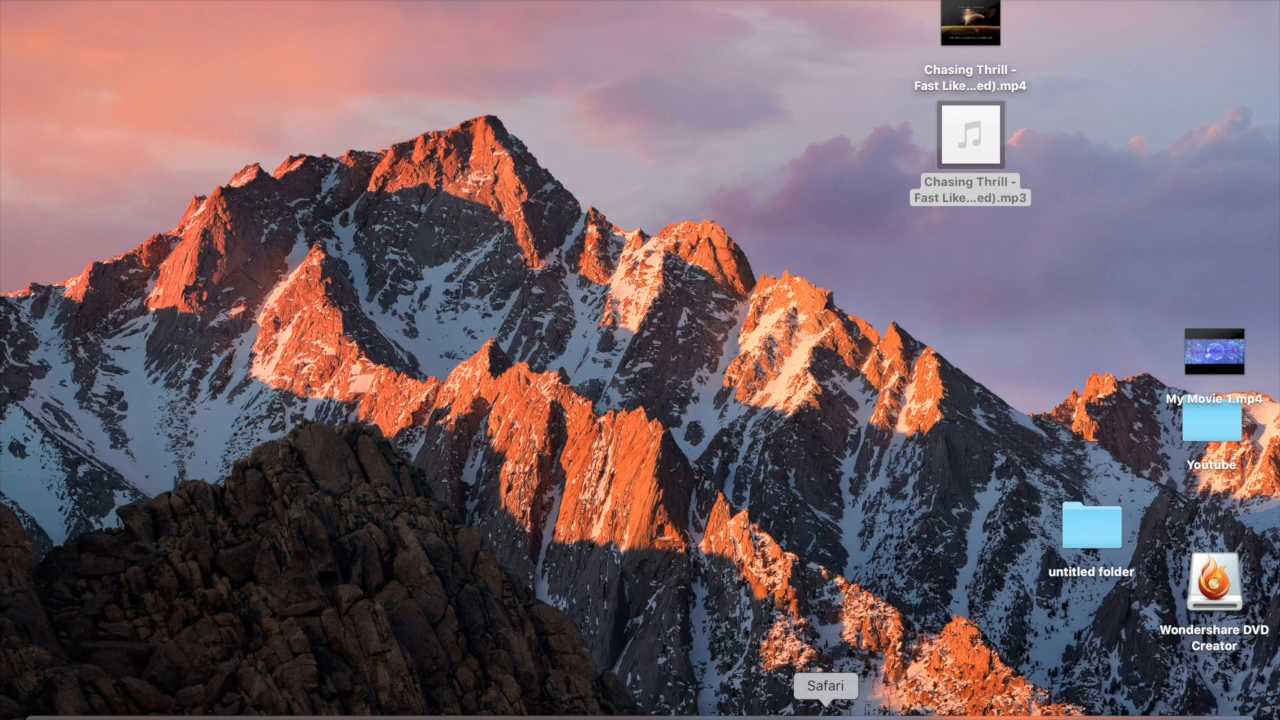 Chasing Thrill -
Fast Like...ed).mp4
Chasing Thrill -
Fast Like...ed).mp3
My Movie 1.mp4
Youtube
untitled folder
Wondershare DVD
Creator
Safari